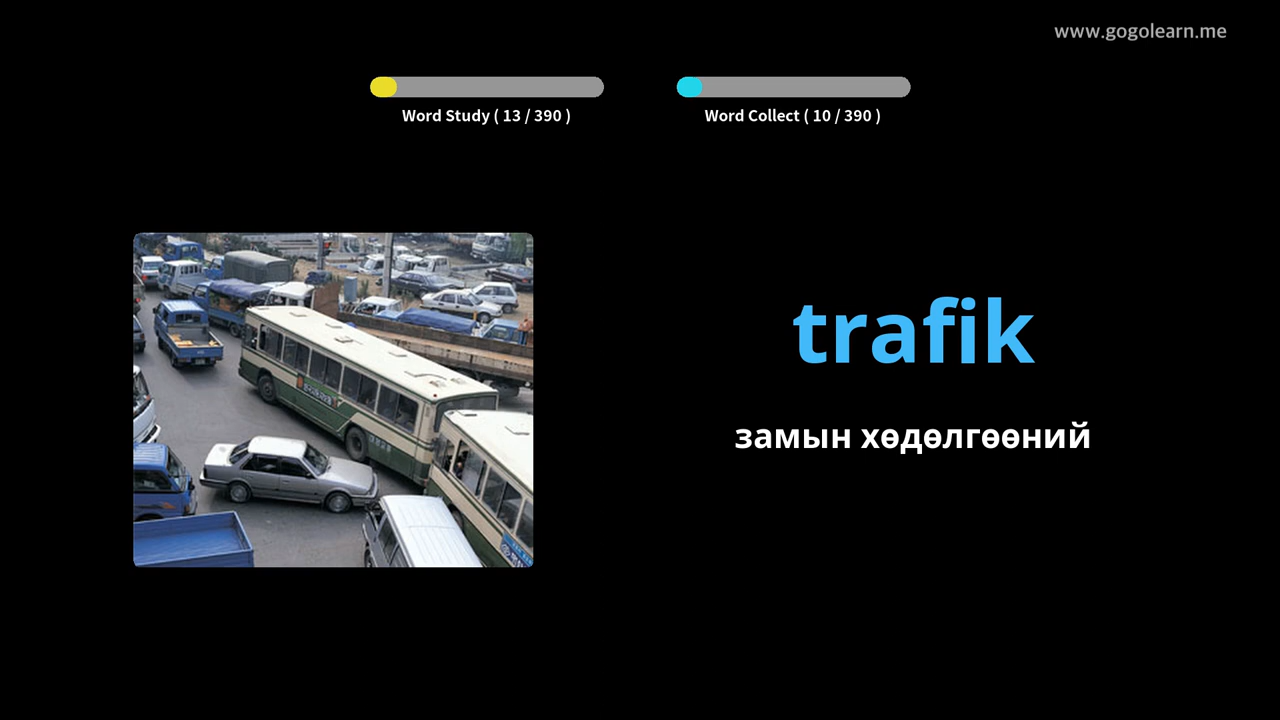 www.gogolearn.me
Word Study ( 13 / 390 )
Word Collect ( 10 / 390 )
trafik
замын хөдөлгөөний